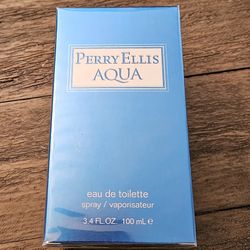 PERRY ELLIS
AQUA
eau de toilette
spray / vaporisateur
3.4 FL.OZ. 100 mL e